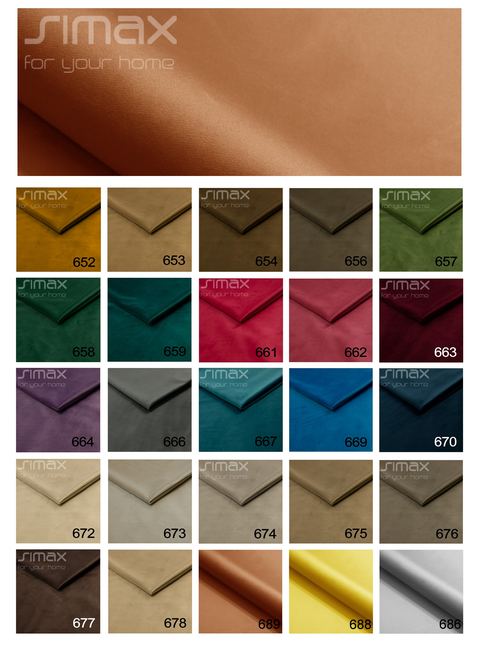 SIMAX
for your home
SIMAX
for your home
652
653
SIMAX
for your home
654
656
SIMAX
for your home
657
SIMAX
for your home
658
659
SIMAX
for your home
661
662
SIMAX
for your home
663
SIMAX
for your home
664
666
SIMAX
for your home
667
669
SIMAX
for your home
670
SIMAX
for your home
672
673
SIMAX
for your home
674
675
SIMAX
for your home
676
SIMAX
for your home
677
678
689
688
686